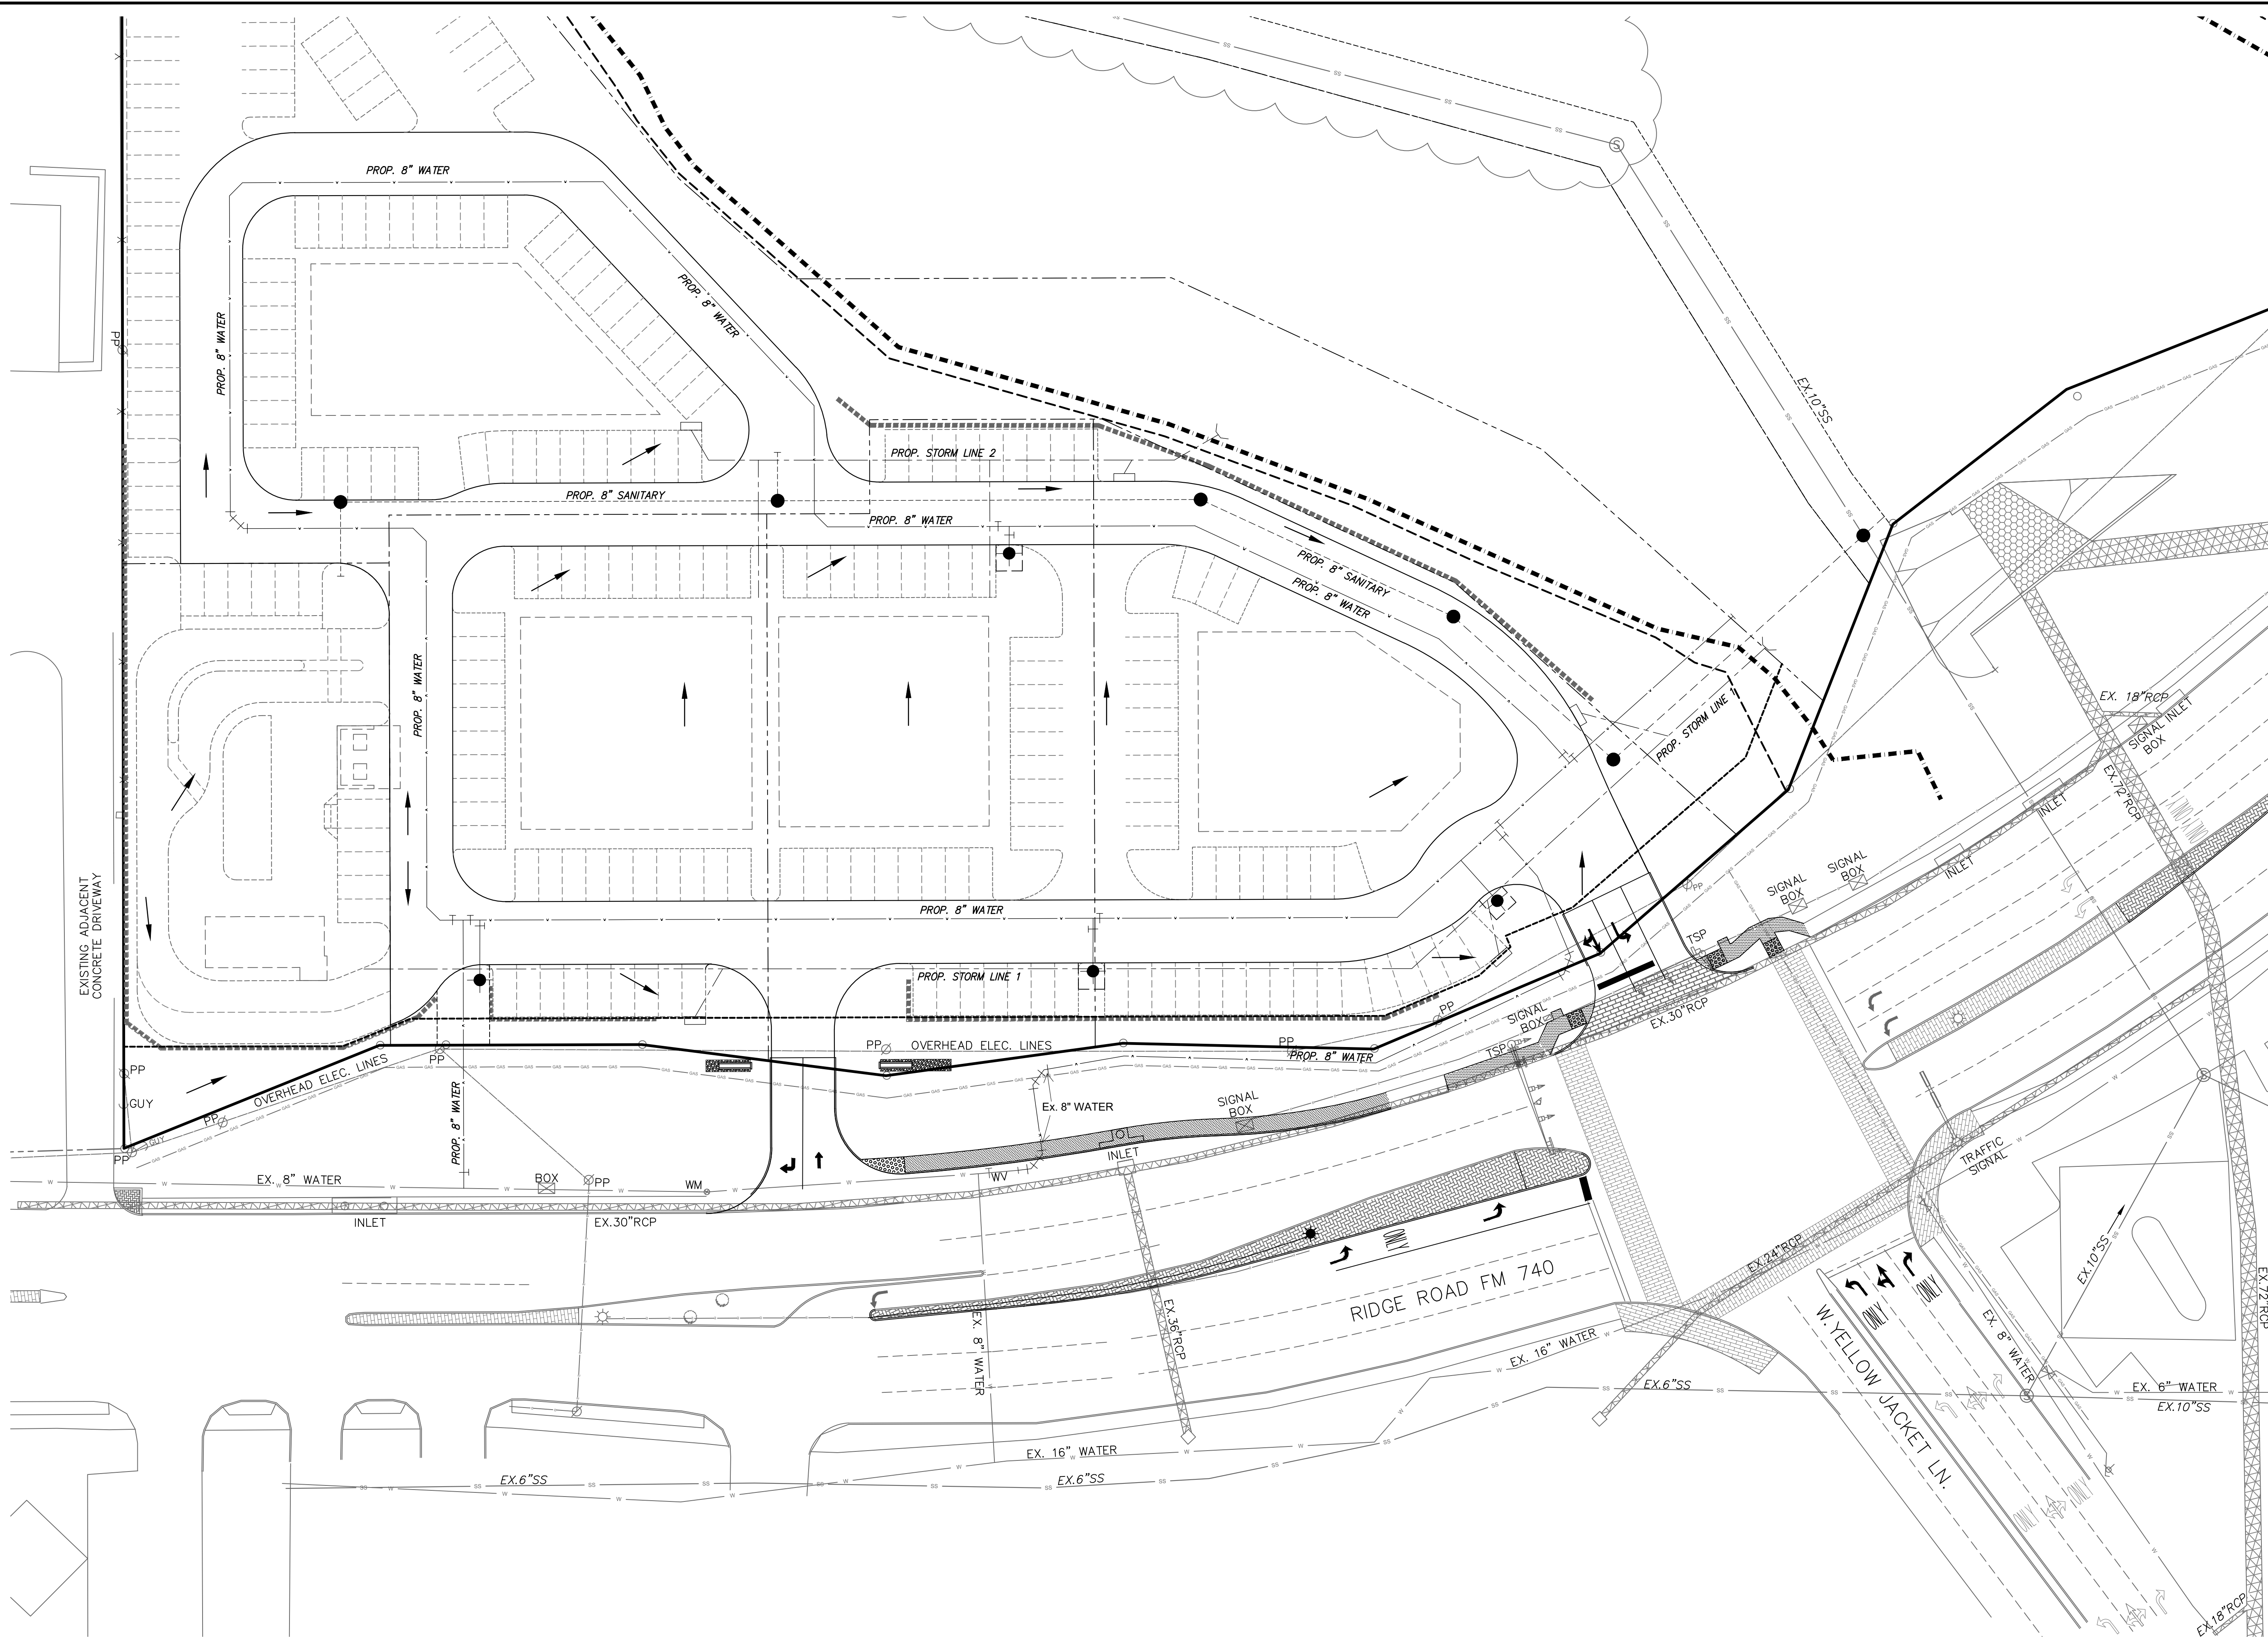 PROP. 8" WATER
PROP. 8" WATER
PROP. 8" WATER
PP
PROP. STORM LINE 2
PROP. 8" SANITARY
PROP. 8" WATER
PROP. 8" SANITARY
PROP. 8" WATER
EX.10"SS
PROP. 8" WATER
PROP. STORM LINE 1
EX. 18"RCP
SIGNAL INLET
BOX
EX.72"RCP
INLET
INLET
SIGNAL
BOX
SIGNAL
BOX
PP
TSP
EXISTING ADJACENT
CONCRETE DRIVEWAY
PROP. 8" WATER
PROP. STORM LINE 1
PP
SIGNAL
BOX
EX.30"RCP
TSP
PP
OVERHEAD ELEC. LINES
PP
PROP. 8" WATER
PP
OVERHEAD ELEC. LINES
PP
GUY
PP
GUY
PP
PROP. 8" WATER
Ex. 8" WATER
SIGNAL
BOX
INLET
WV
EX. 8" WATER
BOX
PP
WM
INLET
EX.30"RCP
TRAFFIC
SIGNAL
ONLY
RIDGE ROAD FM 740
EX.24"RCP
EX.36"RCP
EX. 8" WATER
EX. 16" WATER
ONLY
ONLY
EX. 8" WATER
EX.10"SS
EX.72"RCP
W.YELLOW JACKET LN.
EX.6"SS
EX. 6" WATER
EX.10"SS
EX. 16" WATER
EX.6"SS
EX.6"SS
ONLY
ONLY
EX.18"RCP